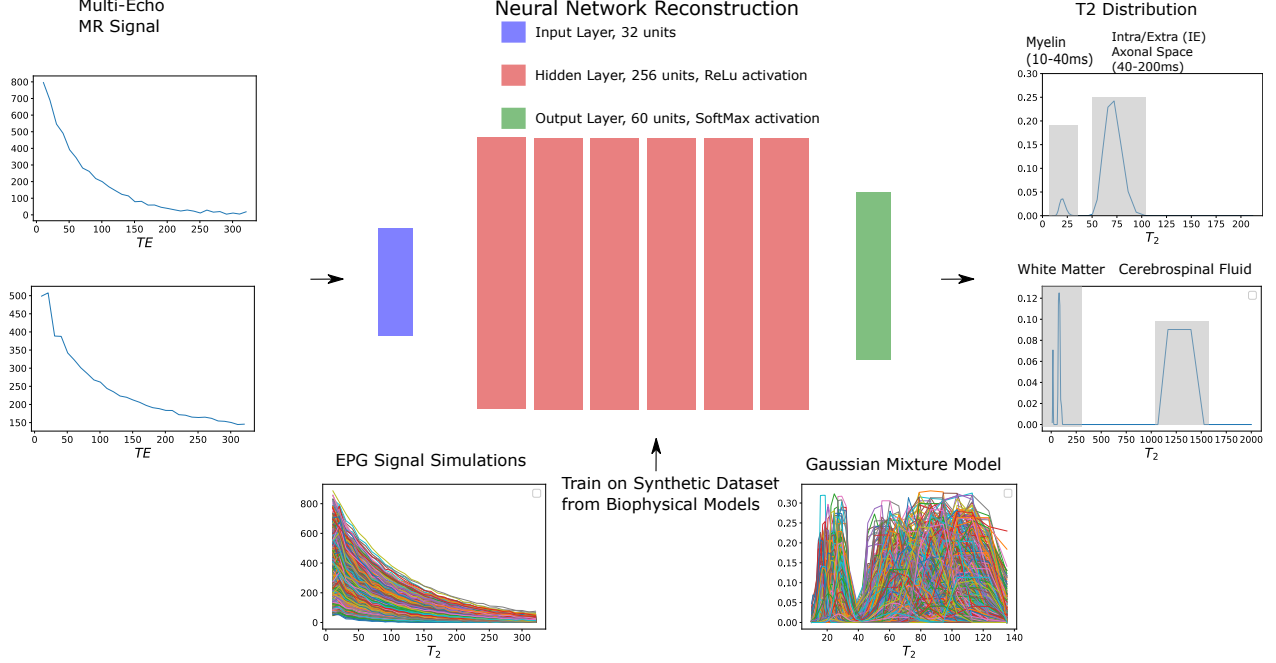 Multi-Echo
MR Signal
Neural Network Reconstruction
T2 Distribution
Input Layer, 32 units
Hidden Layer, 256 units, ReLu activation
Output Layer, 60 units, SoftMax activation
Myelin
(10-40ms)
Intra/Extra (IE)
Axonal Space
(40-200ms)
800
700
600
500
400
300
200
100
0
0 50 100 150 200 250 300
TE
0.30
0.25
0.20
0.15
0.10
0.05
0.00
0 25 50 75 100 125 150 175 200
T2
500
450
400
350
300
250
200
150
0 50 100 150 200 250 300
TE
White Matter Cerebrospinal Fluid
0.12
0.10
0.08
0.06
0.04
0.02
0.00
0 250 500 750 1000 1250 1500 1750 2000
T2
EPG Signal Simulations
800
600
400
200
0
0 50 100 150 200 250 300
T2
Train on Synthetic Dataset
from Biophysical Models
Gaussian Mixture Model
0.30
0.25
0.20
0.15
0.10
0.05
0.00
20 40 60 80 100 120 140
T2